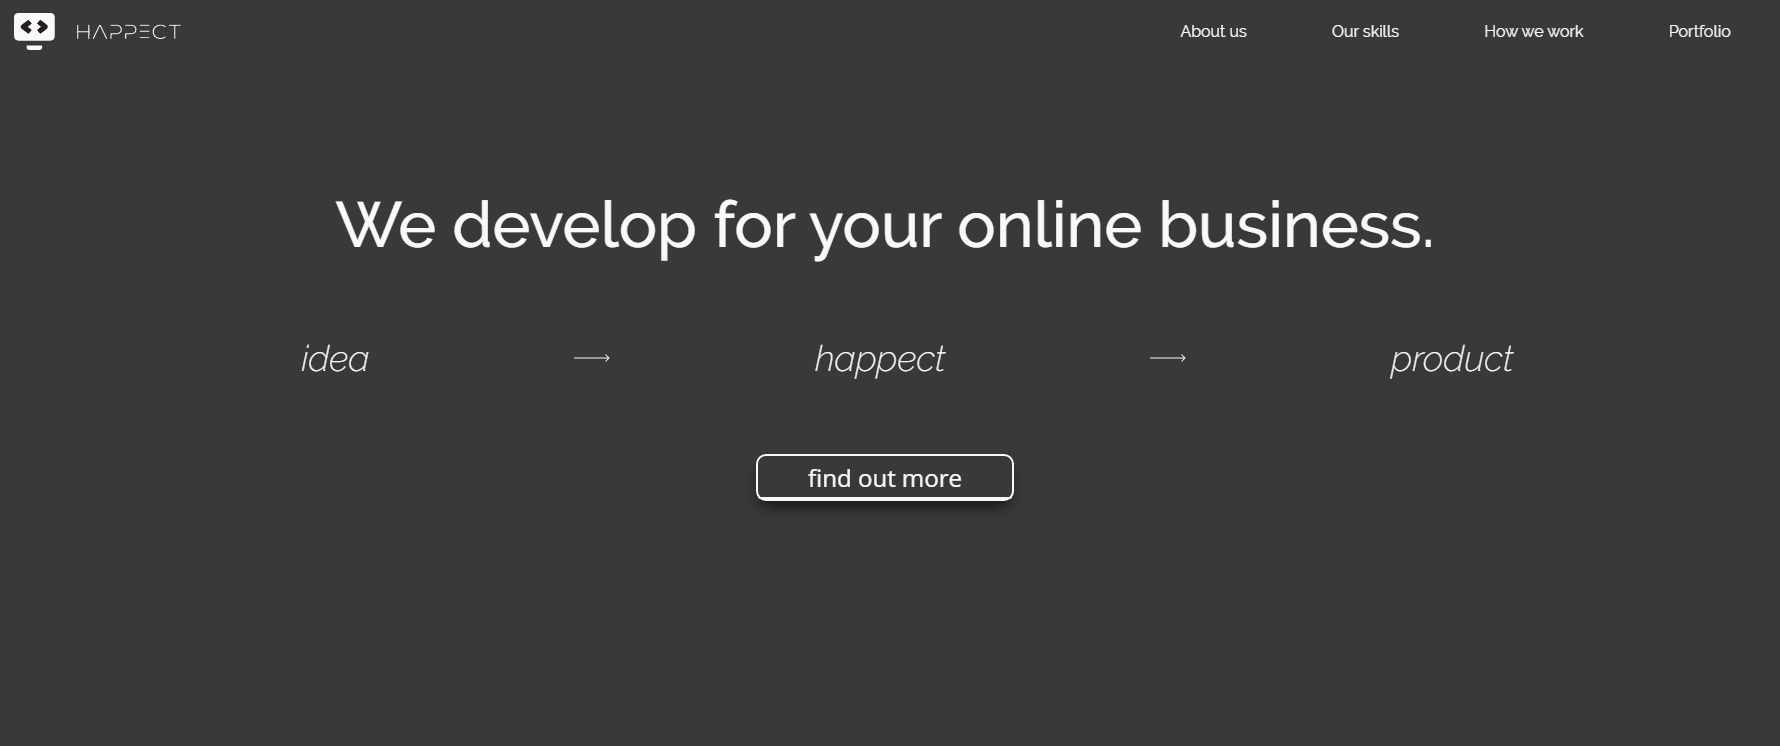 HAPPECT About us Our skills How we work Portfolio
We develop for your online business.
idea → happect → product
find out more